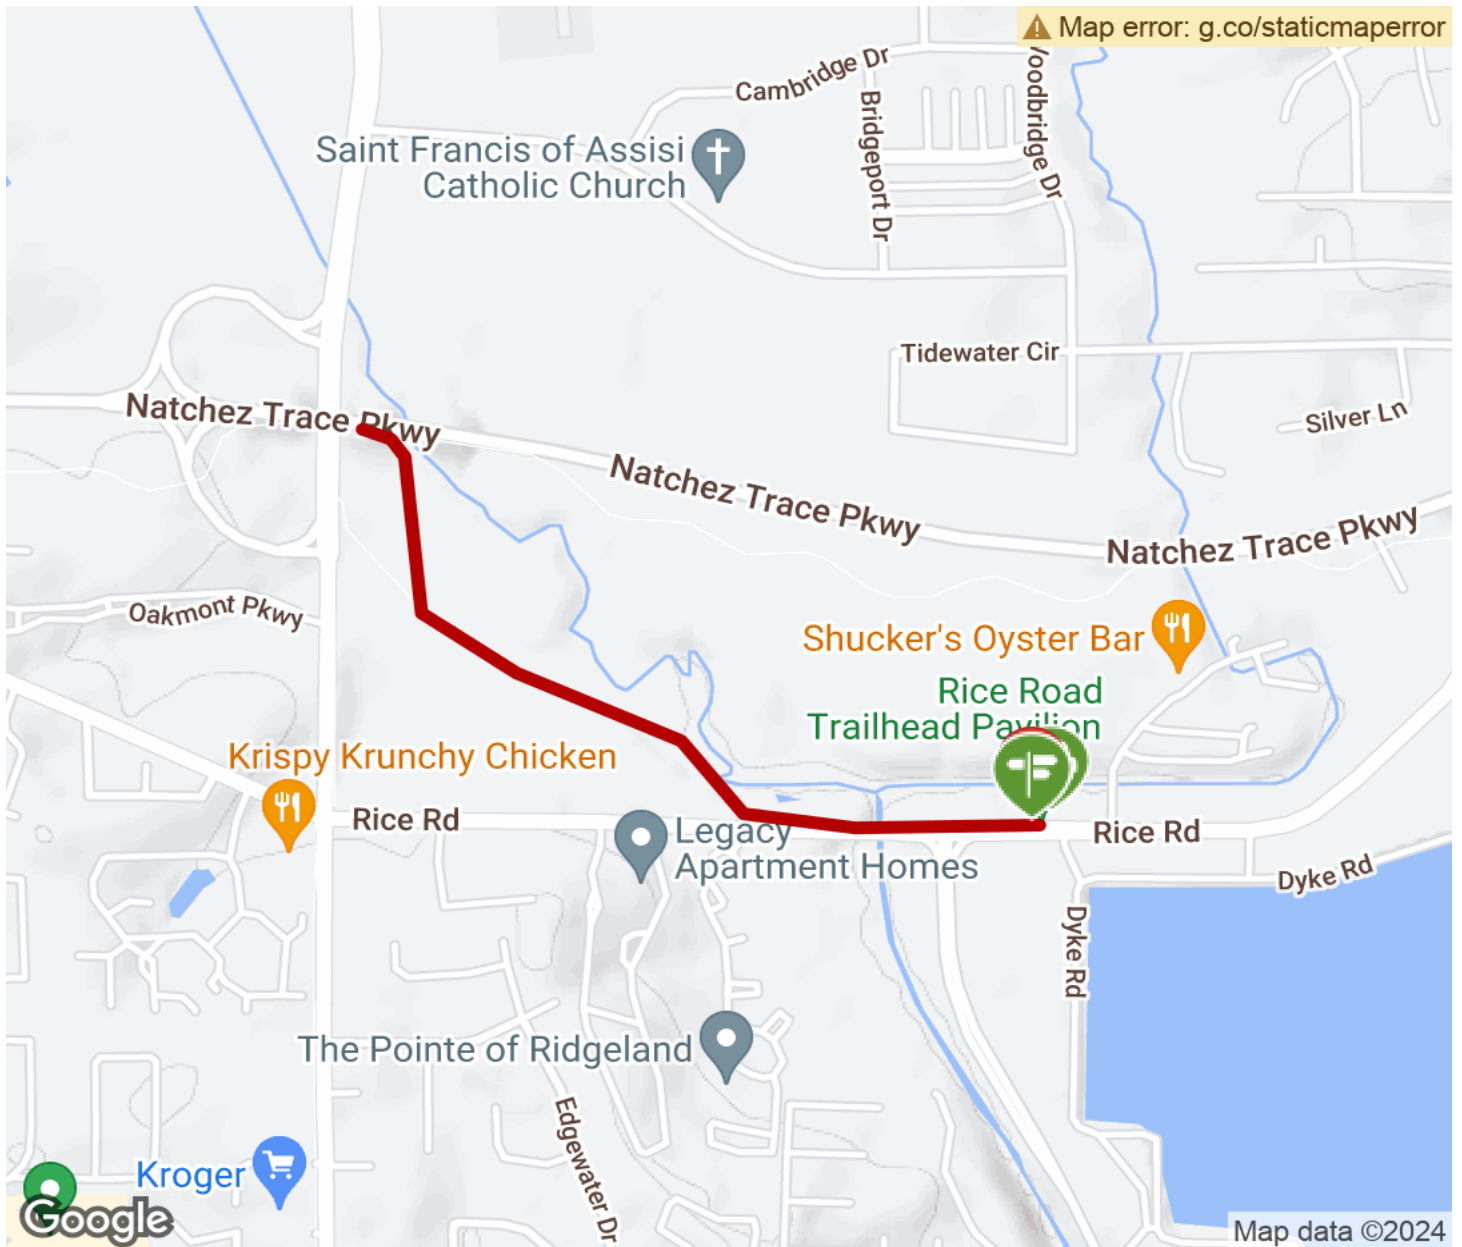 Map error: g.co/staticmaperror
Cambridge Dr
Bridgeport Dr
Saint Francis of Assisi
Catholic Church
Tidewater Cir
Silver Ln
Natchez Trace Pkwy
Natchez Trace Pkwy
Natchez Trace Pkwy
Oakmont Pkwy
Shucker's Oyster Bar
Rice Road
Trailhead Pavilion
Krispy Krunchy Chicken
Rice Rd
Legacy
Apartment Homes
Rice Rd
Dyke Rd
Dyke Rd
The Pointe of Ridgeland
Edgewater Dr
Kroger
Google
Map data ©2024